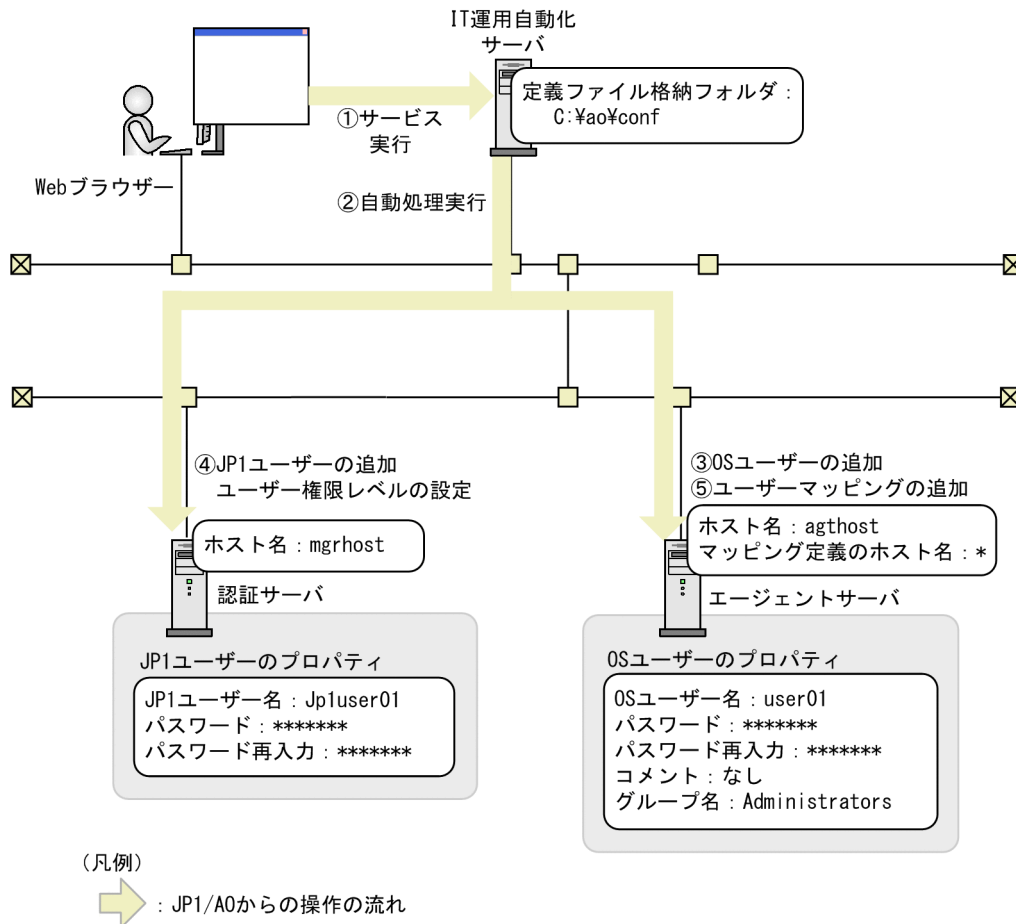 IT運用自動化
サーバ
定義ファイル格納フォルダ：
C:¥ao¥conf
①サービス
実行
Webブラウザー
②自動処理実行
④JP1ユーザーの追加
ユーザー権限レベルの設定
③OSユーザーの追加
⑤ユーザーマッピングの追加
ホスト名：mgrhost
ホスト名：agthost
マッピング定義のホスト名：*
認証サーバ
エージェントサーバ
JP1ユーザーのプロパティ
JP1ユーザー名：Jp1user01
パスワード：*******
パスワード再入力：*******
OSユーザーのプロパティ
OSユーザー名：user01
パスワード：*******
パスワード再入力：*******
コメント：なし
グループ名：Administrators
（凡例）
：JP1/AOからの操作の流れ